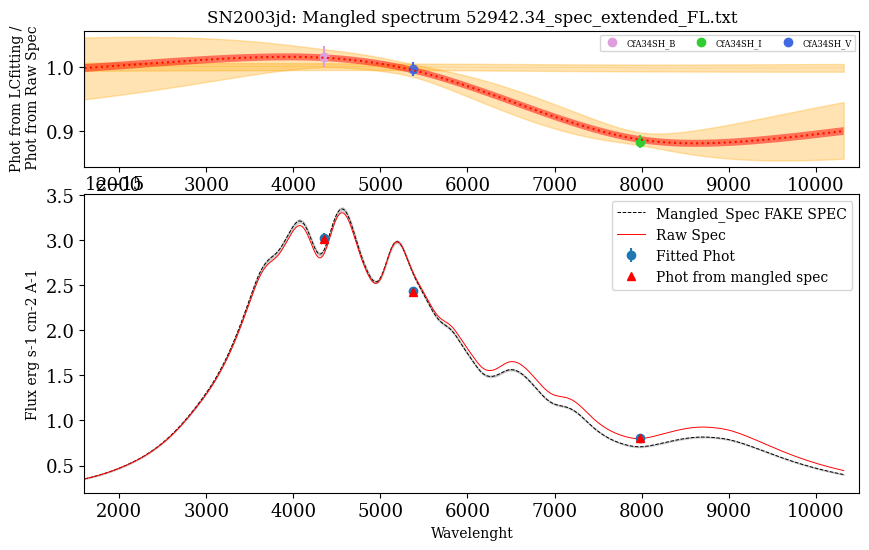 SN2003jd: Mangled spectrum 52942.34_spec_extended_FL.txt
Phot from LCfitting /
Phot from Raw Spec
CfA34SH_B
CfA34SH_I
CfA34SH_V
1.0
0.9
2000 3000 4000 5000 6000 7000 8000 9000 10000
1e−15
Flux erg s-1 cm-2 A-1
3.5
3.0
2.5
2.0
1.5
1.0
0.5
Mangled_Spec FAKE SPEC
Raw Spec
Fitted Phot
Phot from mangled spec
2000 3000 4000 5000 6000 7000 8000 9000 10000
Wavelenght